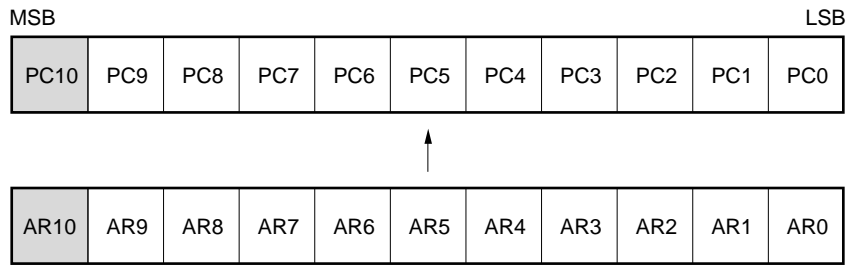 MSB LSB
PC10 PC9 PC8 PC7 PC6 PC5 PC4 PC3 PC2 PC1 PC0
AR10 AR9 AR8 AR7 AR6 AR5 AR4 AR3 AR2 AR1 AR0